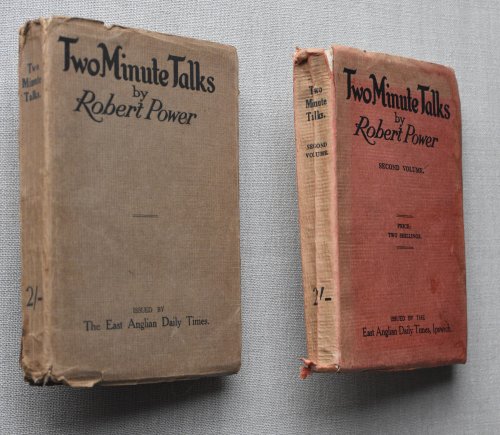 Two
Minute
Talks.
2/-
Two Minute Talks
by
Robert Power
ISSUED BY
The East Anglian Daily Times.
Two
Minute
Talks.
SECOND
VOLUME.
2/-
Two Minute Talks
by
Robert Power
SECOND VOLUME.
PRICE:
TWO SHILLINGS.
ISSUED BY THE
East Anglian Daily Times, Ipswich.